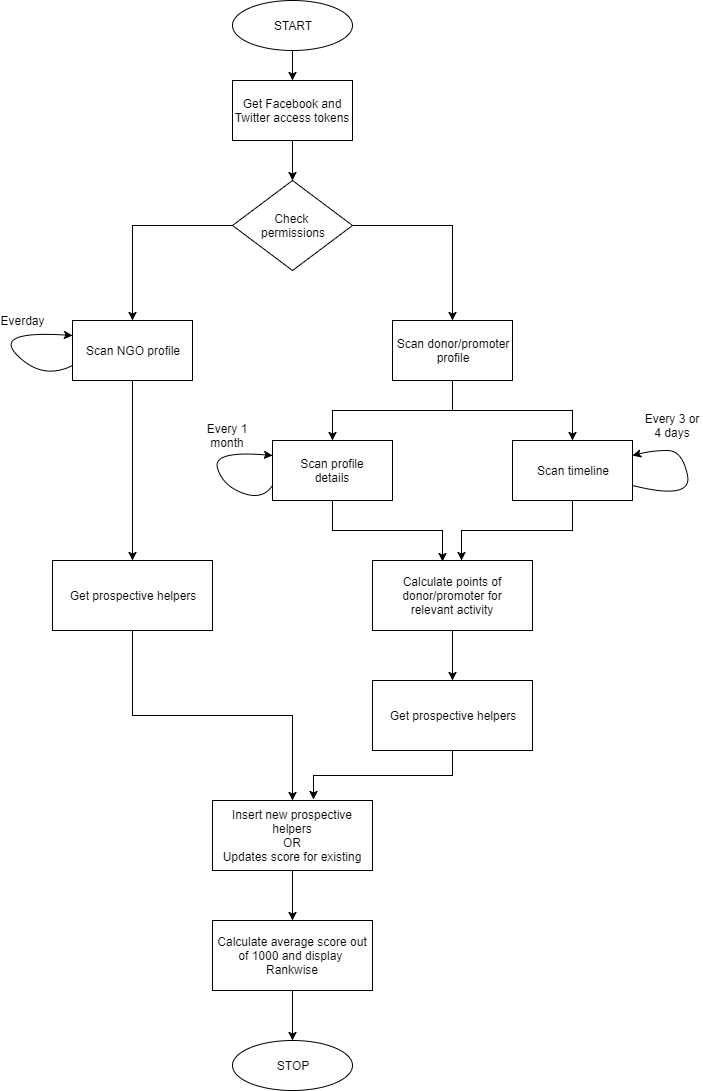 START
Get Facebook and
Twitter access tokens
Check
permissions
Everday
Scan NGO profile
Scan donor/promoter
profile
Every 1
month
Scan profile
details
Every 3 or
4 days
Scan timeline
Get prospective helpers
Calculate points of
donor/promoter for
relevant activity
Get prospective helpers
Insert new prospective
helpers
OR
Updates score for existing
Calculate average score out
of 1000 and display
Rankwise
STOP